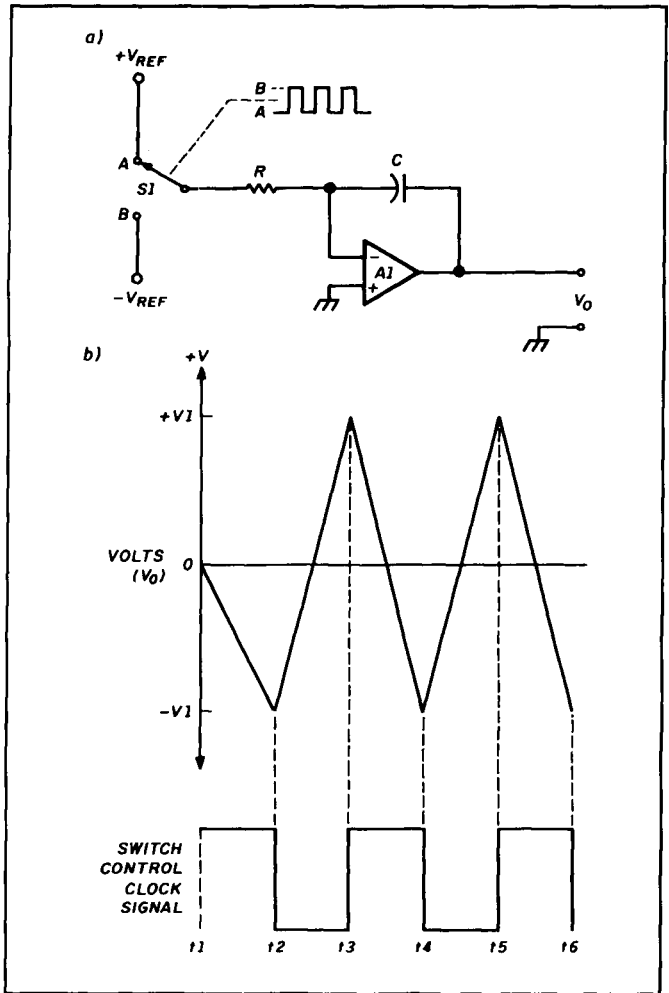 a)
+VREF
B
A
A
S1
R
C
B
-VREF
-
A1
+
VO
b)
+V
+V1
VOLTS
(VO)
0
-V1
SWITCH
CONTROL
CLOCK
SIGNAL
t1 t2 t3 t4 t5 t6